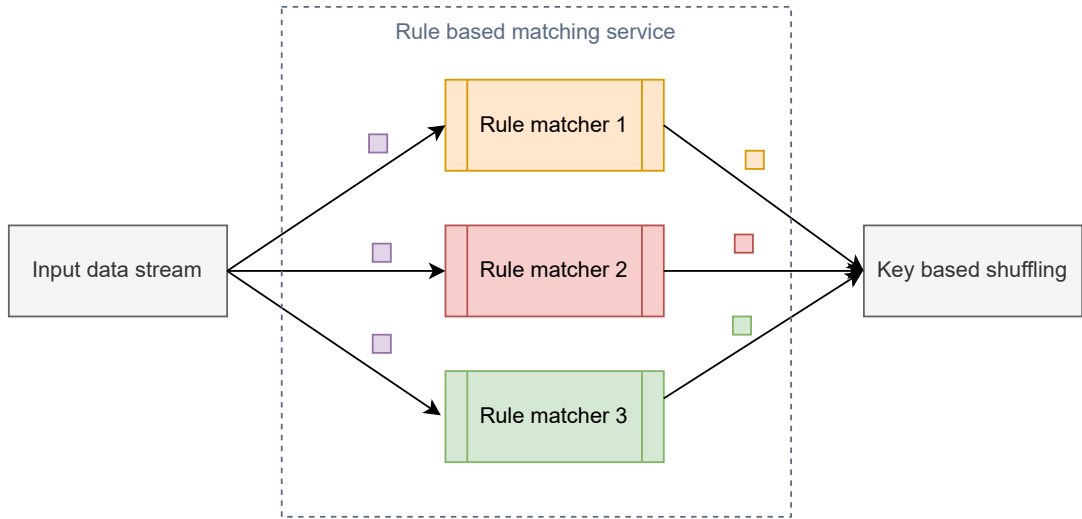 Rule based matching service
Rule matcher 1
Input data stream
Rule matcher 2
Key based shuffling
Rule matcher 3